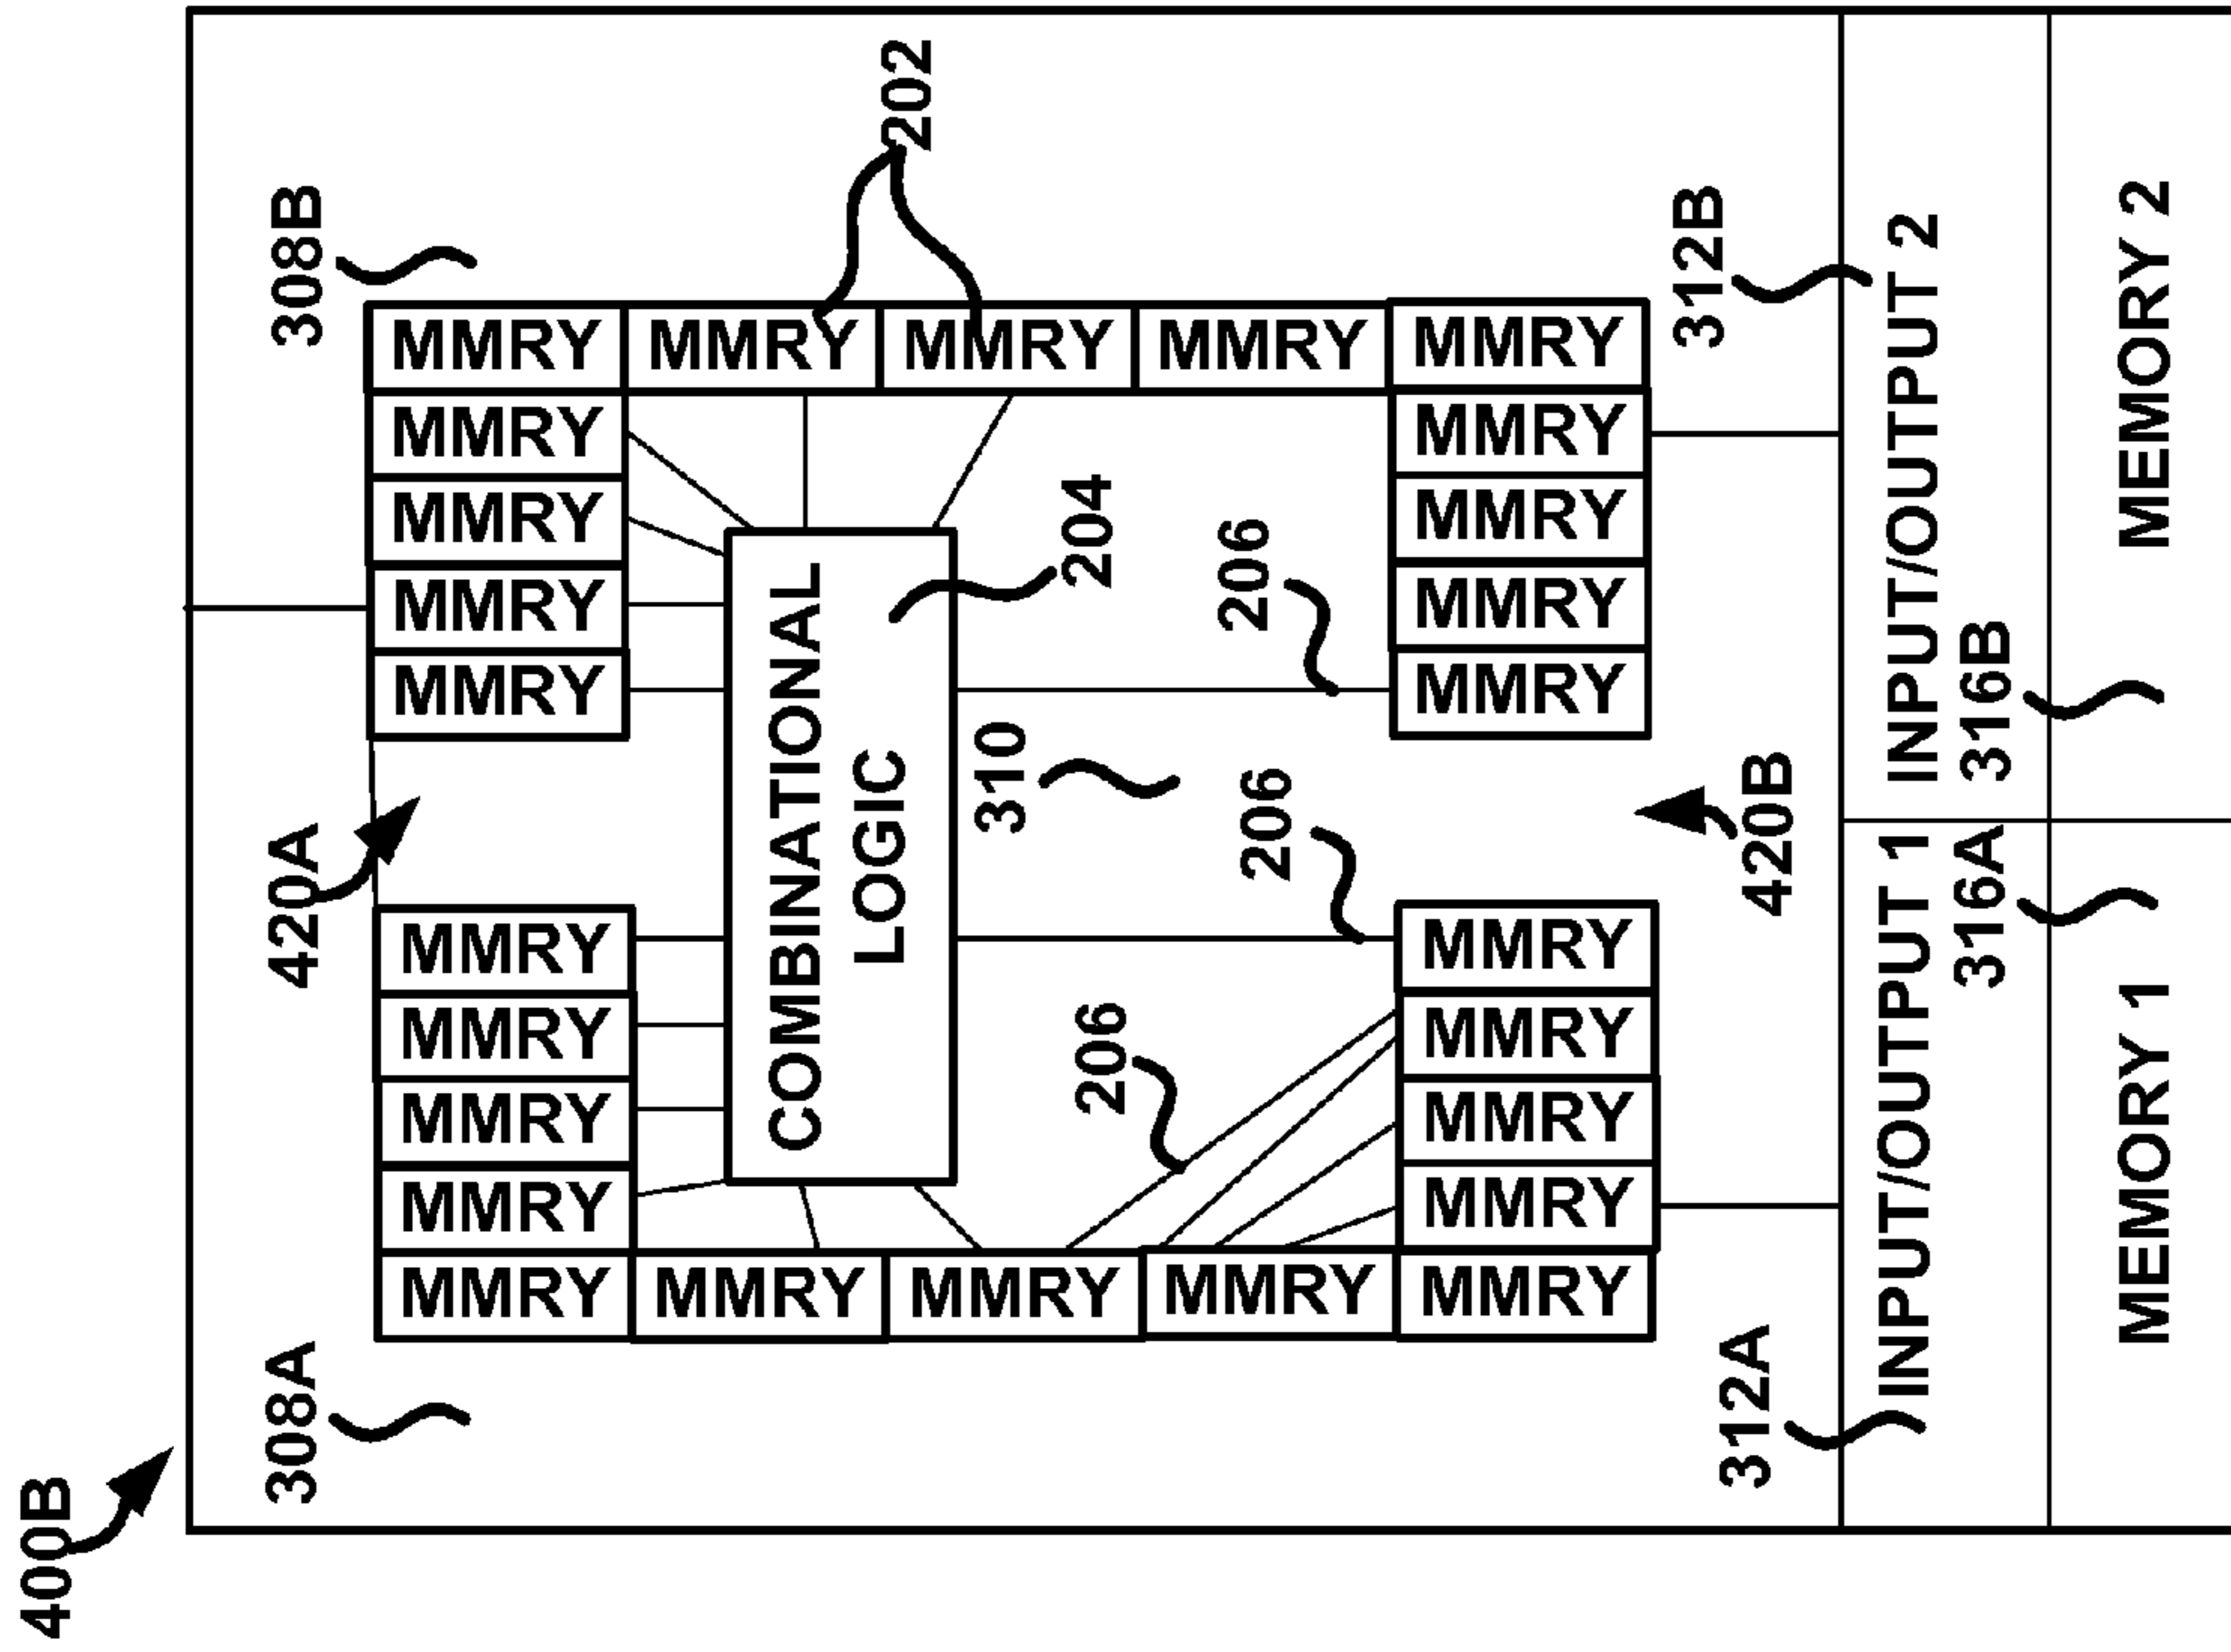 202
308B
312B
MMRY MMRY MMRY MMRY MMRY
MMRY MMRY
MMRY MMRY
MMRY MMRY
MMRY MMRY
204
206
INPUT/OUTPUT 2
MEMORY 2
316B
420A
COMBINATIONAL
LOGIC
310
206
420B
316A
MMRY MMRY
MMRY MMRY
MMRY MMRY
MMRY MMRY
MMRY MMRY MMRY MMRY MMRY
206
INPUT/OUTPUT 1
MEMORY 1
308A
312A
400B